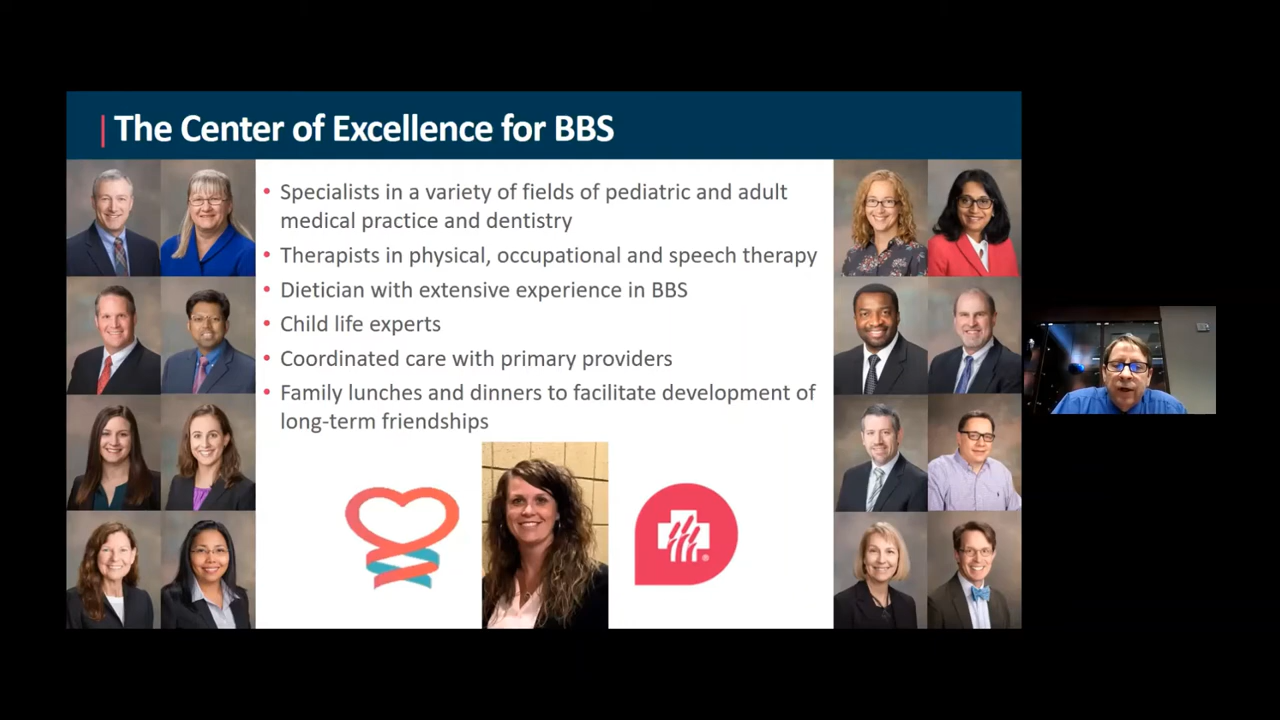 The Center of Excellence for BBS
• Specialists in a variety of fields of pediatric and adult
medical practice and dentistry
• Therapists in physical, occupational and speech therapy
• Dietician with extensive experience in BBS
• Child life experts
• Coordinated care with primary providers
• Family lunches and dinners to facilitate development of
long-term friendships
®